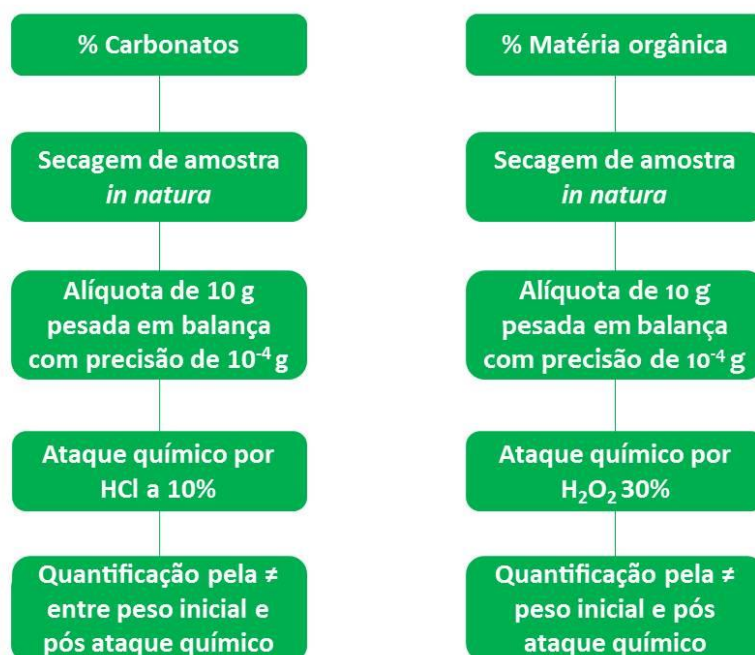 % Carbonatos
Secagem de amostra
in natura
Alíquota de 10 g
pesada em balança
com precisão de 10⁻⁴ g
Ataque químico por
HCl a 10%
Quantificação pela ≠
entre peso inicial e
pós ataque químico
% Matéria orgânica
Secagem de amostra
in natura
Alíquota de 10 g
pesada em balança
com precisão de 10⁻⁴ g
Ataque químico por
H₂O₂ 30%
Quantificação pela ≠
peso inicial e pós
ataque químico